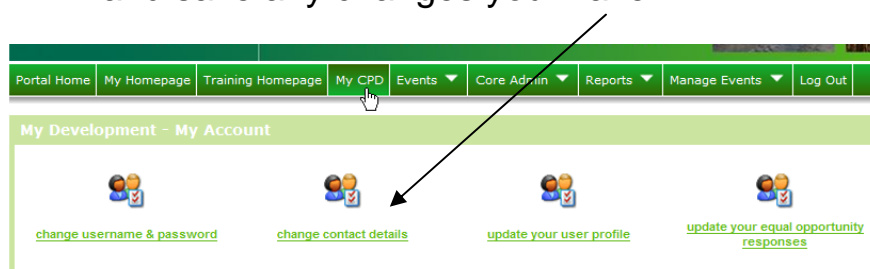 Portal Home My Homepage Training Homepage My CPD Events Core Admin Reports Manage Events Log Out
My Development - My Account
change username & password change contact details update your user profile update your equal opportunity
responses